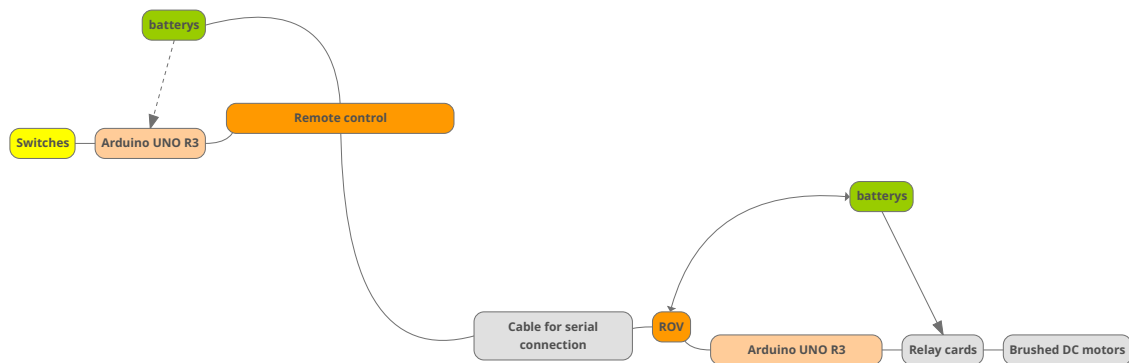 batterys
Remote control
Switches
Arduino UNO R3
batterys
Cable for serial
connection
ROV
Arduino UNO R3
Relay cards
Brushed DC motors